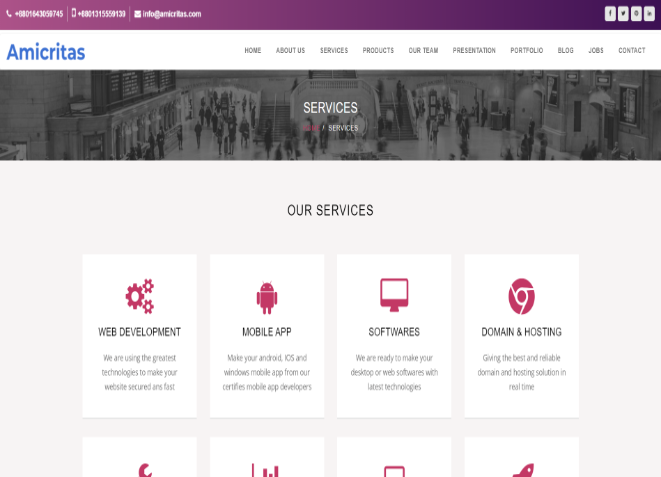 +8801643059745 +8801315559139 info@amicritas.com
Amicritas
HOME ABOUT US SERVICES PRODUCTS OUR TEAM PRESENTATION PORTFOLIO BLOG JOBS CONTACT
SERVICES
/ SERVICES
OUR SERVICES
WEB DEVELOPMENT
We are using the greatest
technologies to make your
website secured ans fast
MOBILE APP
Make your android, IOS and
windows mobile app from our
certifies mobile app developers
SOFTWARES
We are ready to make your
desktop or web softwares with
latest technologies
DOMAIN & HOSTING
Giving the best and reliable
domain and hosting solution in
real time